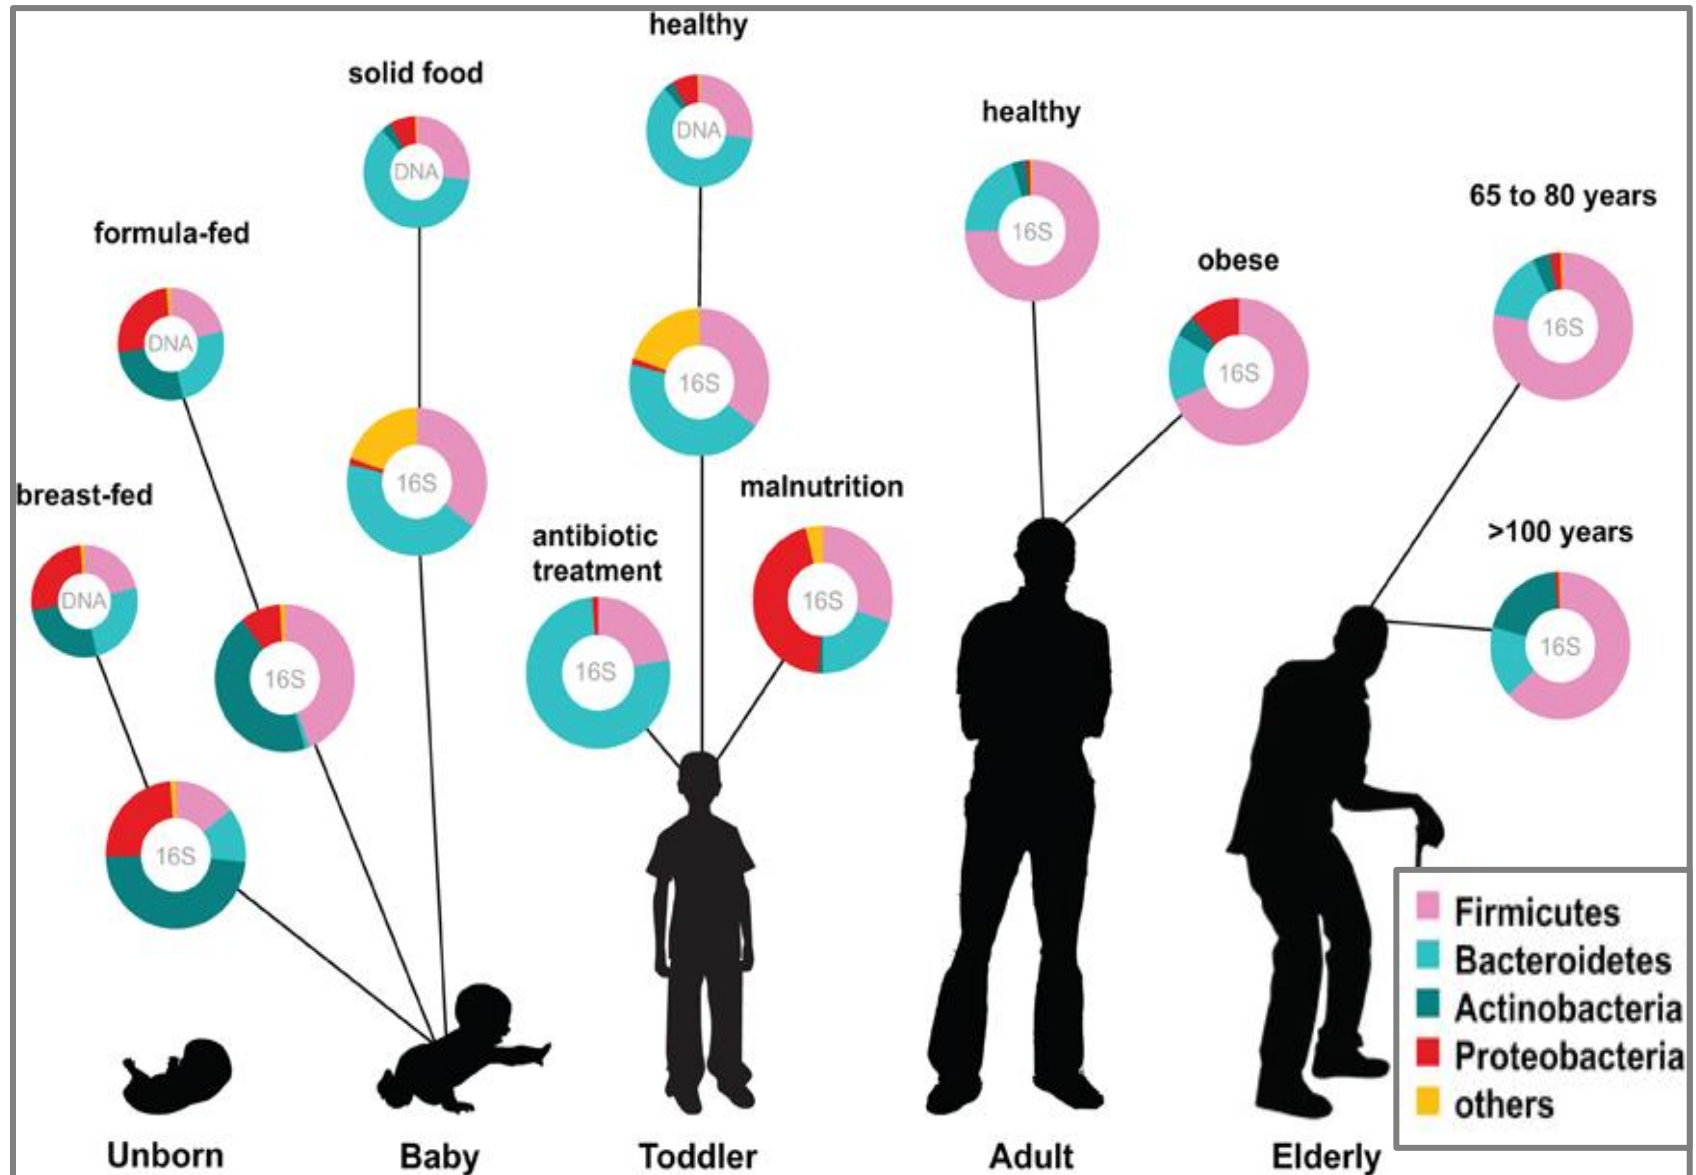 healthy
solid food
DNA
healthy
DNA
formula-fed
65 to 80 years
16S
DNA
obese
16S
16S
16S
breast-fed
malnutrition
16S
antibiotic
treatment
>100 years
DNA
16S
16S
16S
16S
16S
Firmicutes
Bacteroidetes
Actinobacteria
Proteobacteria
others
Unborn
Baby
Toddler
Adult
Elderly